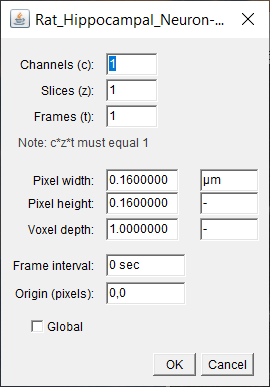 Rat_Hippocampal_Neuron-...
Channels (c): 1
Slices (z): 1
Frames (t): 1
Note: c*z*t must equal 1
Pixel width: 0.1600000 µm
Pixel height: 0.1600000 -
Voxel depth: 1.0000000 -
Frame interval: 0 sec
Origin (pixels): 0,0
Global
OK Cancel